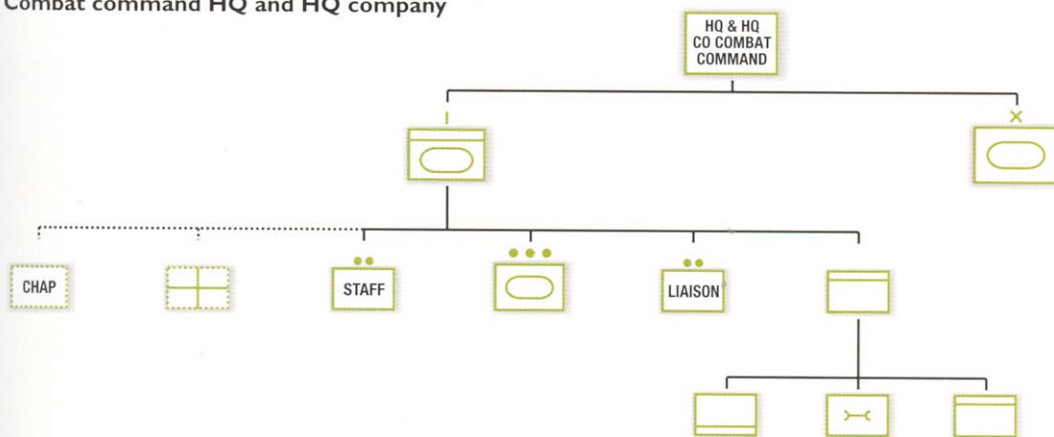 Combat command HQ and HQ company
HQ & HQ
CO COMBAT
COMMAND
CHAP
STAFF
LIAISON